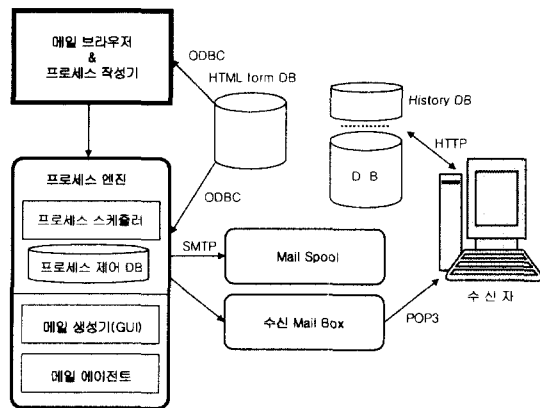 메일 브라우저
&
프로세스 작성기
ODBC
HTML form DB
History DB
HTTP
D B
프로세스 엔진
프로세스 스케줄러
프로세스 제어 DB
ODBC
SMTP
Mail Spool
수신 Mail Box
POP3
수 신 자
메일 생성기(GUI)
메일 에이전토